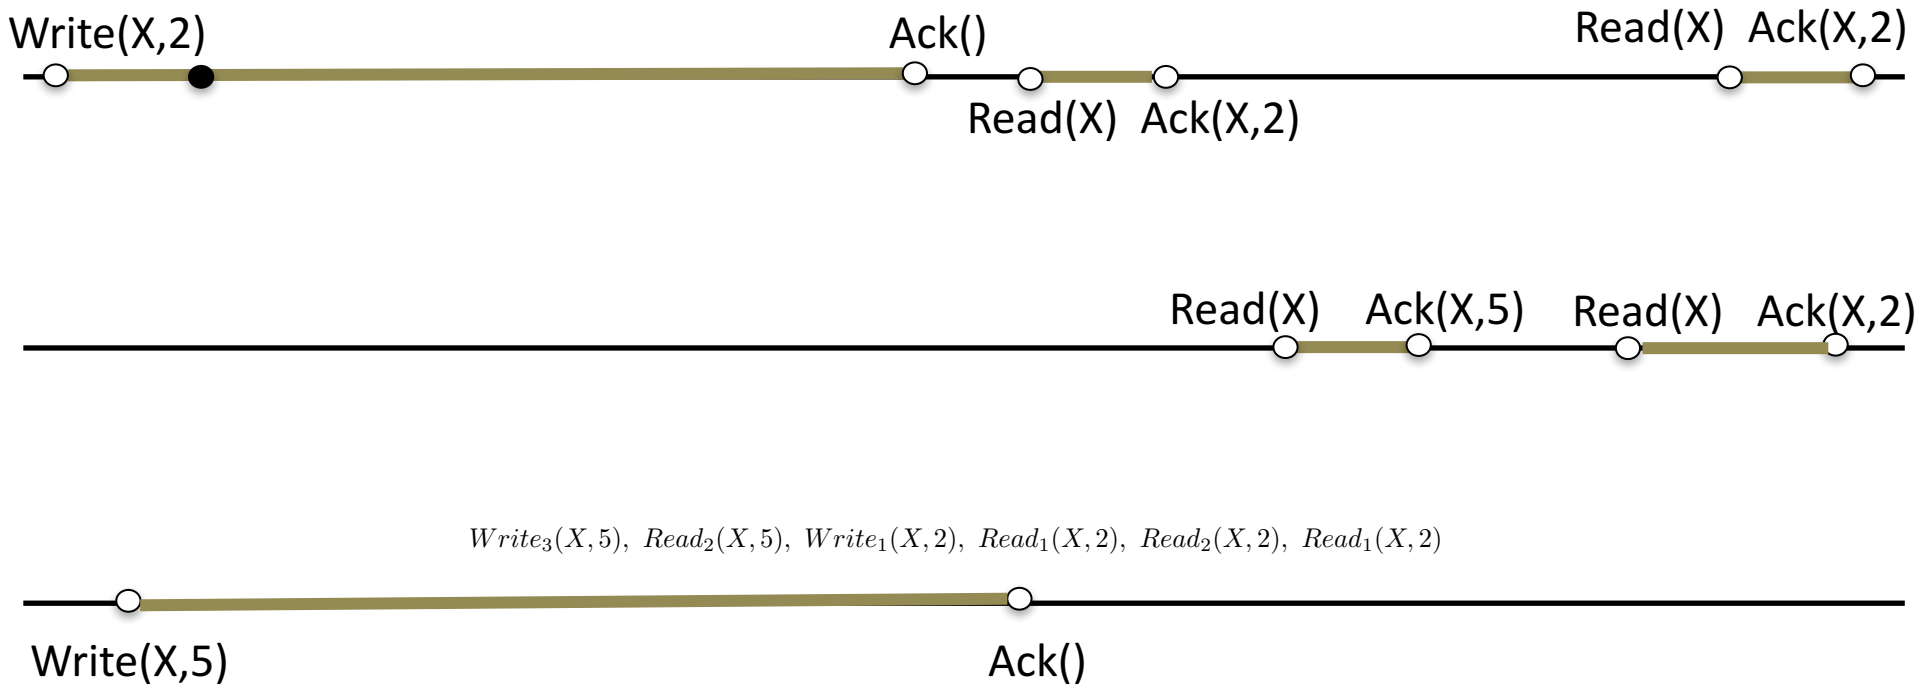 Write(X,2) Ack() Read(X) Ack(X,2)
Read(X) Ack(X,2)
Read(X) Ack(X,5) Read(X) Ack(X,2)
Write₃(X, 5), Read₂(X, 5), Write₁(X, 2), Read₁(X, 2), Read₂(X, 2), Read₁(X, 2)
Write(X,5) Ack()